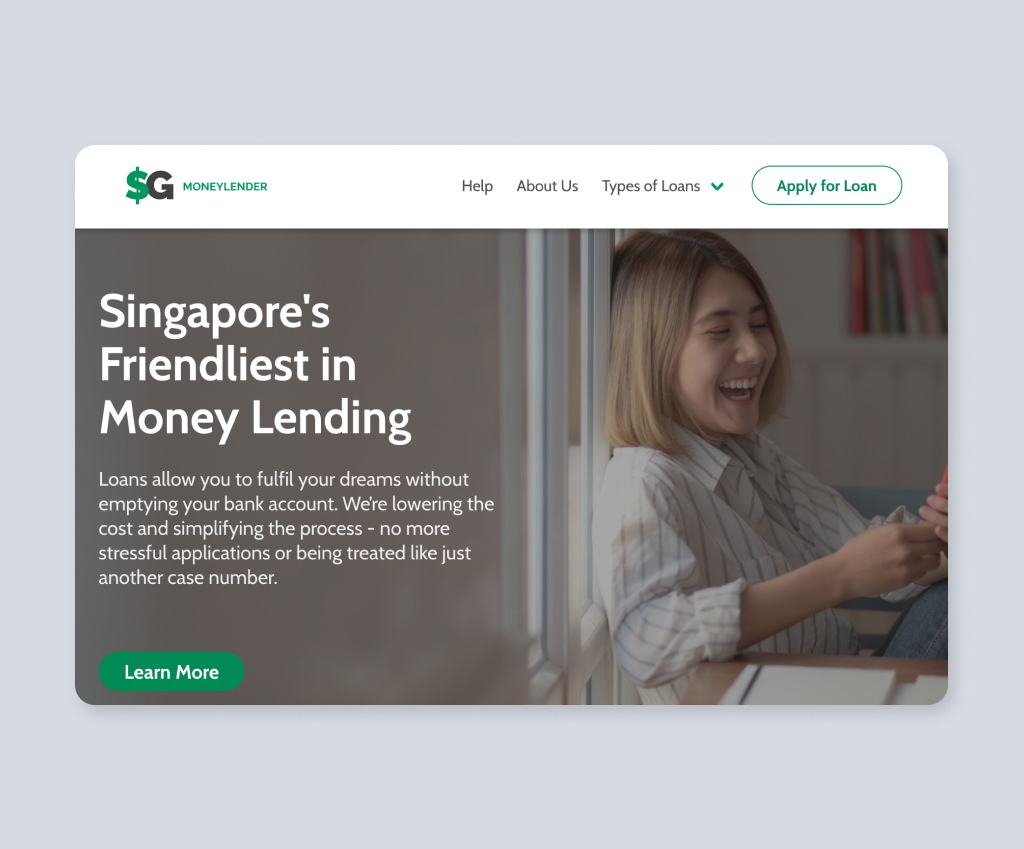 $G MONEYLENDER
Help
About Us
Types of Loans
Apply for Loan
Singapore's
Friendliest in
Money Lending
Loans allow you to fulfil your dreams without
emptying your bank account. We're lowering the
cost and simplifying the process - no more
stressful applications or being treated like just
another case number.
Learn More